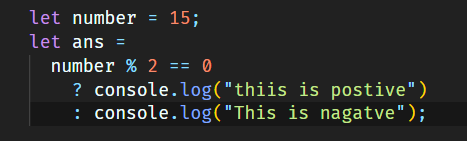 let number = 15;
let ans =
number % 2 == 0
? console.log("thiis is postive")
: console.log("This is nagatve");